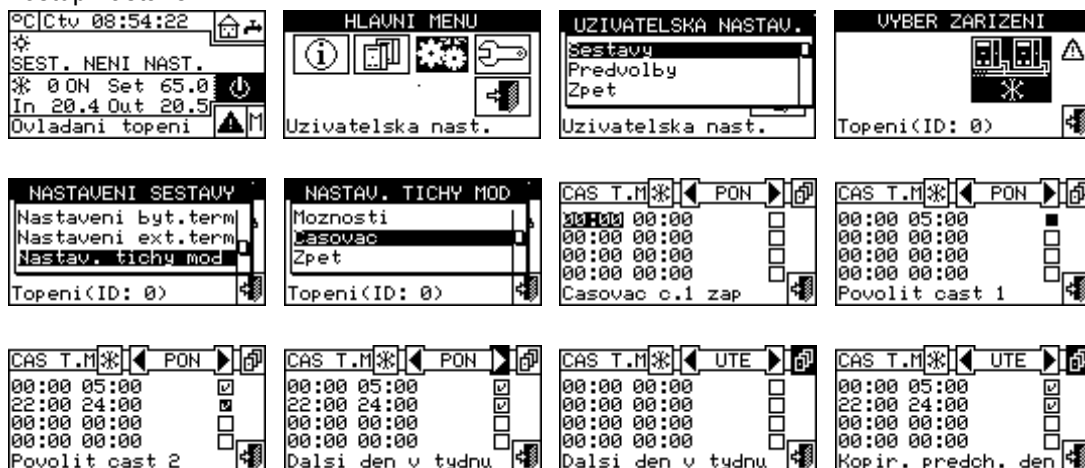 °C Ctv 08:54:22
SEST. NENI NAST.
0 ON Set 65.0
In 20.4 Out 20.5
Ovladani topeni M
HLAVNI MENU
Uzivatelska nast.
UZIVATELSKA NASTAV.
Sestavy
Predvolby
Zpet
Uzivatelska nast.
VYBER ZARIZENI
Topeni(ID: 0)
NASTAVENI SESTAVY
Nastaveni byt.term
Nastaveni ext.term
Nastav. tichy mod
Topeni(ID: 0)
NASTAV. TICHY MOD
Moznosti
Casovac
Zpet
Topeni(ID: 0)
CAS T.M PON
00:00 00:00
00:00 00:00
00:00 00:00
00:00 00:00
Casovac c.1 zap
CAS T.M PON
00:00 05:00
00:00 00:00
00:00 00:00
00:00 00:00
Povolit cast 1
CAS T.M PON
00:00 05:00
22:00 24:00
00:00 00:00
00:00 00:00
Povolit cast 2
CAS T.M PON
00:00 05:00
22:00 24:00
00:00 00:00
00:00 00:00
Dalsi den v tydnu
CAS T.M UTE
00:00 00:00
00:00 00:00
00:00 00:00
00:00 00:00
Dalsi den v tydnu
CAS T.M UTE
00:00 05:00
22:00 24:00
00:00 00:00
00:00 00:00
Kopir. predch. den